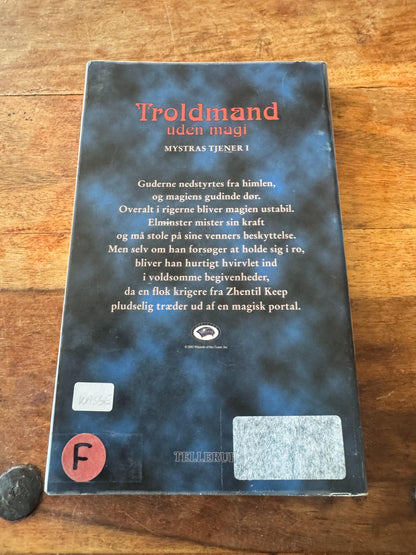 Troldmand
uden magi
MYSTRAS TJENER I
Guderne nedstyrtes fra himlen,
og magiens gudinde dør.
Overalt i rigerne bliver magien ustabil.
Elminster mister sin kraft
og må stole på sine venners beskyttelse.
Men selv om han forsøger at holde sig i ro,
bliver han hurtigt hvirvlet ind
i voldsomme begivenheder,
da en flok krigere fra Zhentil Keep
pludselig træder ud af en magisk portal.
F
TELLERUP